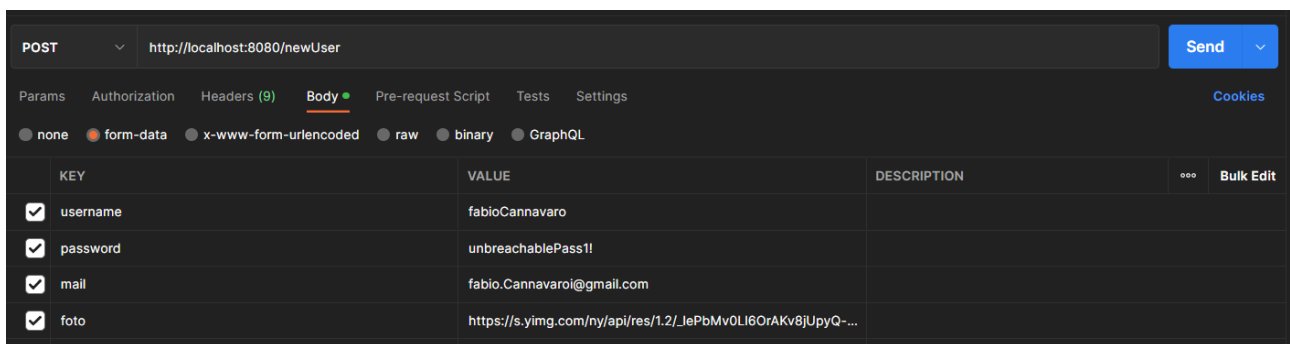 POST http://localhost:8080/newUser Send
Params Authorization Headers (9) Body Pre-request Script Tests Settings Cookies
none form-data x-www-form-urlencoded raw binary GraphQL
KEY VALUE DESCRIPTION ooo Bulk Edit
username fabioCannavaro
password unbreachablePass1!
mail fabio.Cannavaroi@gmail.com
foto https://s.yimg.com/ny/api/res/1.2/_IePbMv0LI6OrAKv8jUpyQ-...